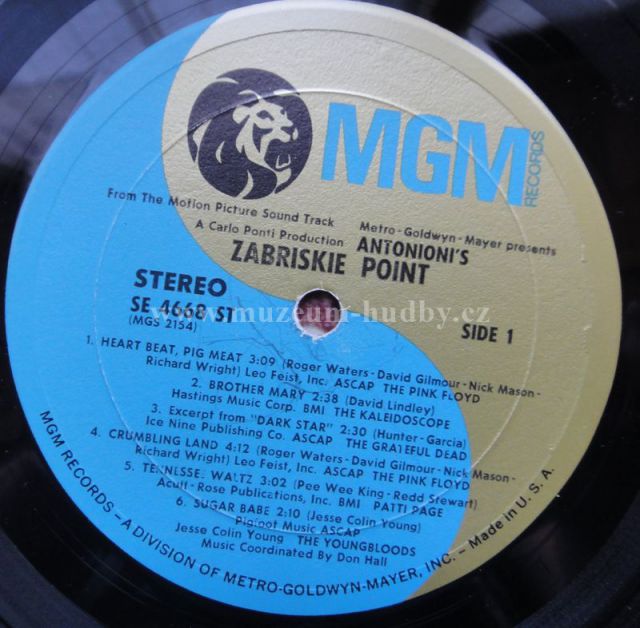 MGM
RECORDS
From The Motion Picture Sound Track
Metro-Goldwyn-Mayer presents
A Carlo Ponti Production
ANTONIONI'S
ZABRISKIE POINT
STEREO
SE 4668 ST
(MGS 2154)
SIDE 1
www.muzeum-hudby.cz
1. HEART BEAT, PIG MEAT 3:09 (Roger Waters-David Gilmour-Nick Mason-
Richard Wright) Leo Feist, Inc. ASCAP THE PINK FLOYD
2. BROTHER MARY 2:38 (David Lindley)
Hastings Music Corp. BMI THE KALEIDOSCOPE
3. Excerpt from "DARK STAR" 2:30 (Hunter-Garcia)
Ice Nine Publishing Co. ASCAP THE GRATEFUL DEAD
4. CRUMBLING LAND 4:12 (Roger Waters-David Gilmour-Nick Mason-
Richard Wright) Leo Feist, Inc. ASCAP THE PINK FLOYD
5. TENNESSE. WALTZ 3:02 (Pee Wee King-Redd Stewart)
Acuff-Rose Publications, Inc. BMI PATTI PAGE
6. SUGAR BABE 2:10 (Jesse Colin Young)
Pigfoot Music ASCAP
Jesse Colin Young THE YOUNGBLOODS
Music Coordinated By Don Hall
MGM RECORDS – A DIVISION OF METRO-GOLDWYN-MAYER, INC. – Made in U. S. A.